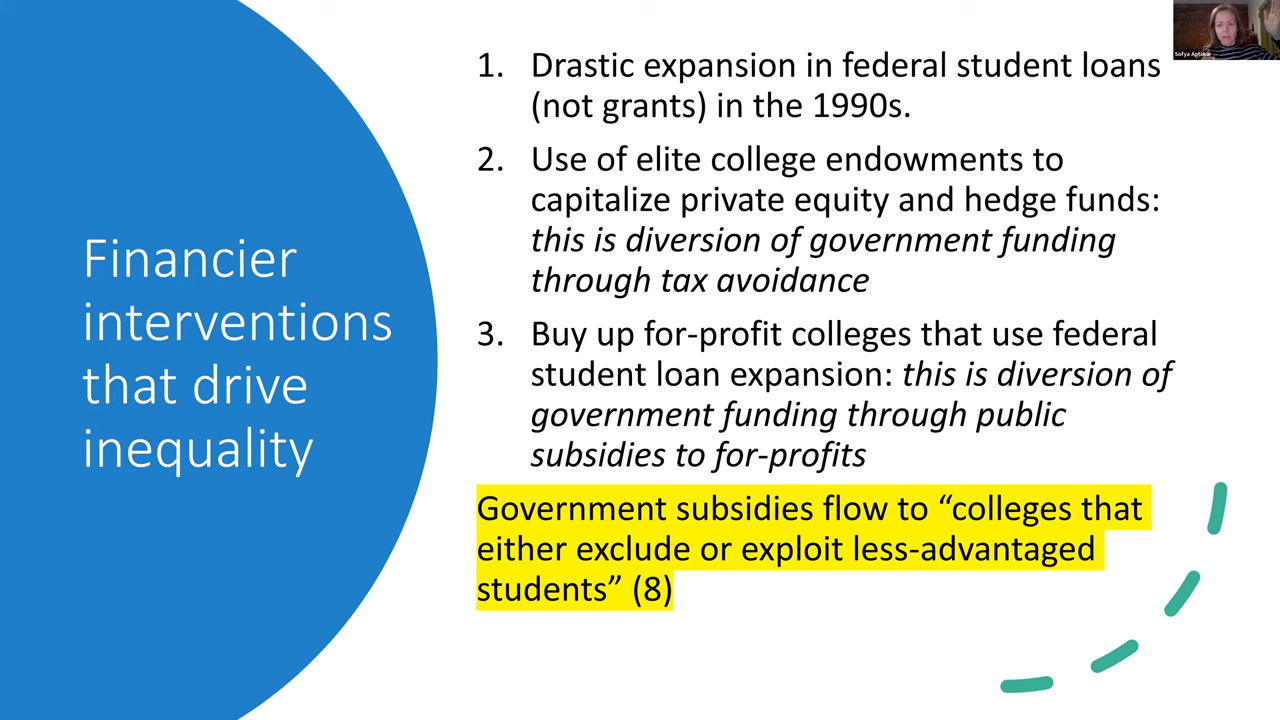 Financier
interventions
that drive
inequality
1. Drastic expansion in federal student loans
(not grants) in the 1990s.
2. Use of elite college endowments to
capitalize private equity and hedge funds:
this is diversion of government funding
through tax avoidance
3. Buy up for-profit colleges that use federal
student loan expansion: this is diversion of
government funding through public
subsidies to for-profits
Government subsidies flow to “colleges that
either exclude or exploit less-advantaged
students” (8)
Sofya Aptekar